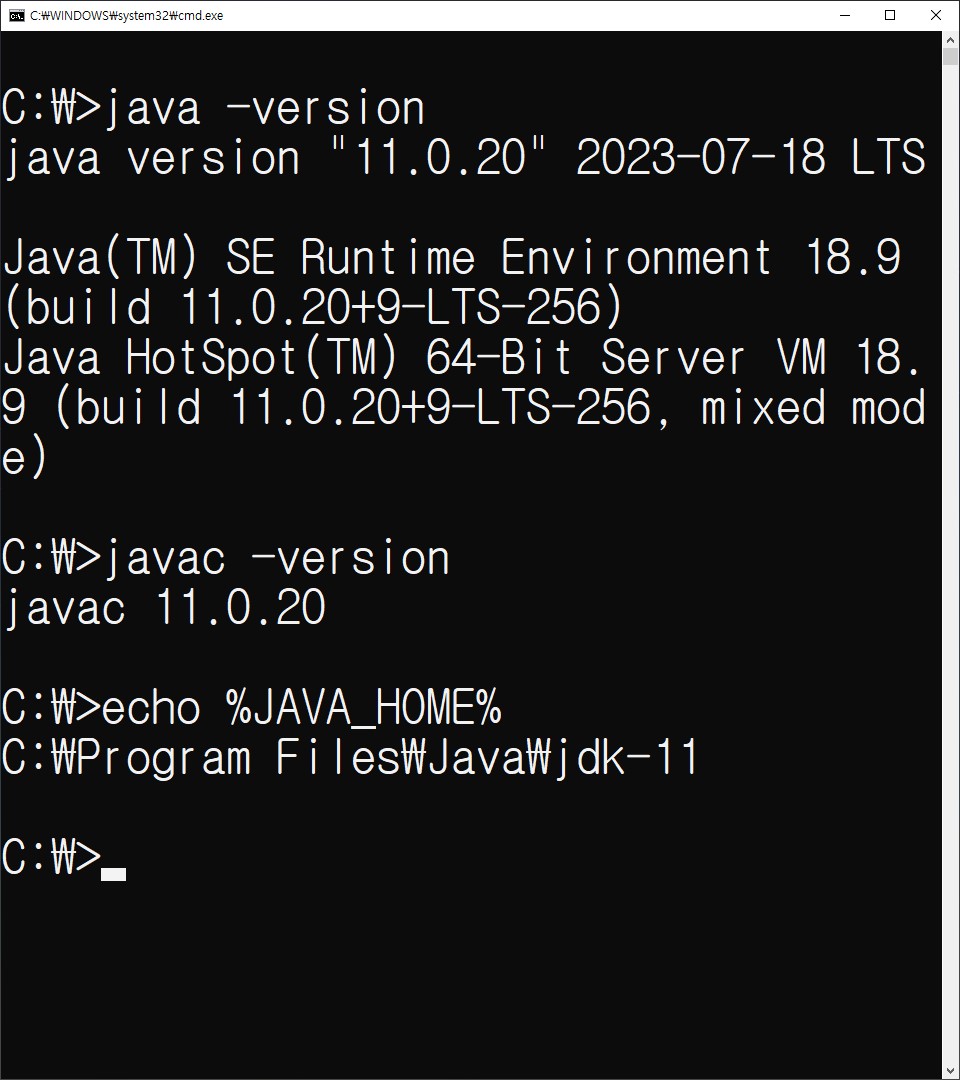 C:₩WINDOWS₩system32₩cmd.exe
C:₩>java -version
java version "11.0.20" 2023-07-18 LTS
Java(TM) SE Runtime Environment 18.9
(build 11.0.20+9-LTS-256)
Java HotSpot(TM) 64-Bit Server VM 18.
9 (build 11.0.20+9-LTS-256, mixed mod
e)
C:₩>javac -version
javac 11.0.20
C:₩>echo %JAVA_HOME%
C:₩Program Files₩Java₩jdk-11
C:₩>